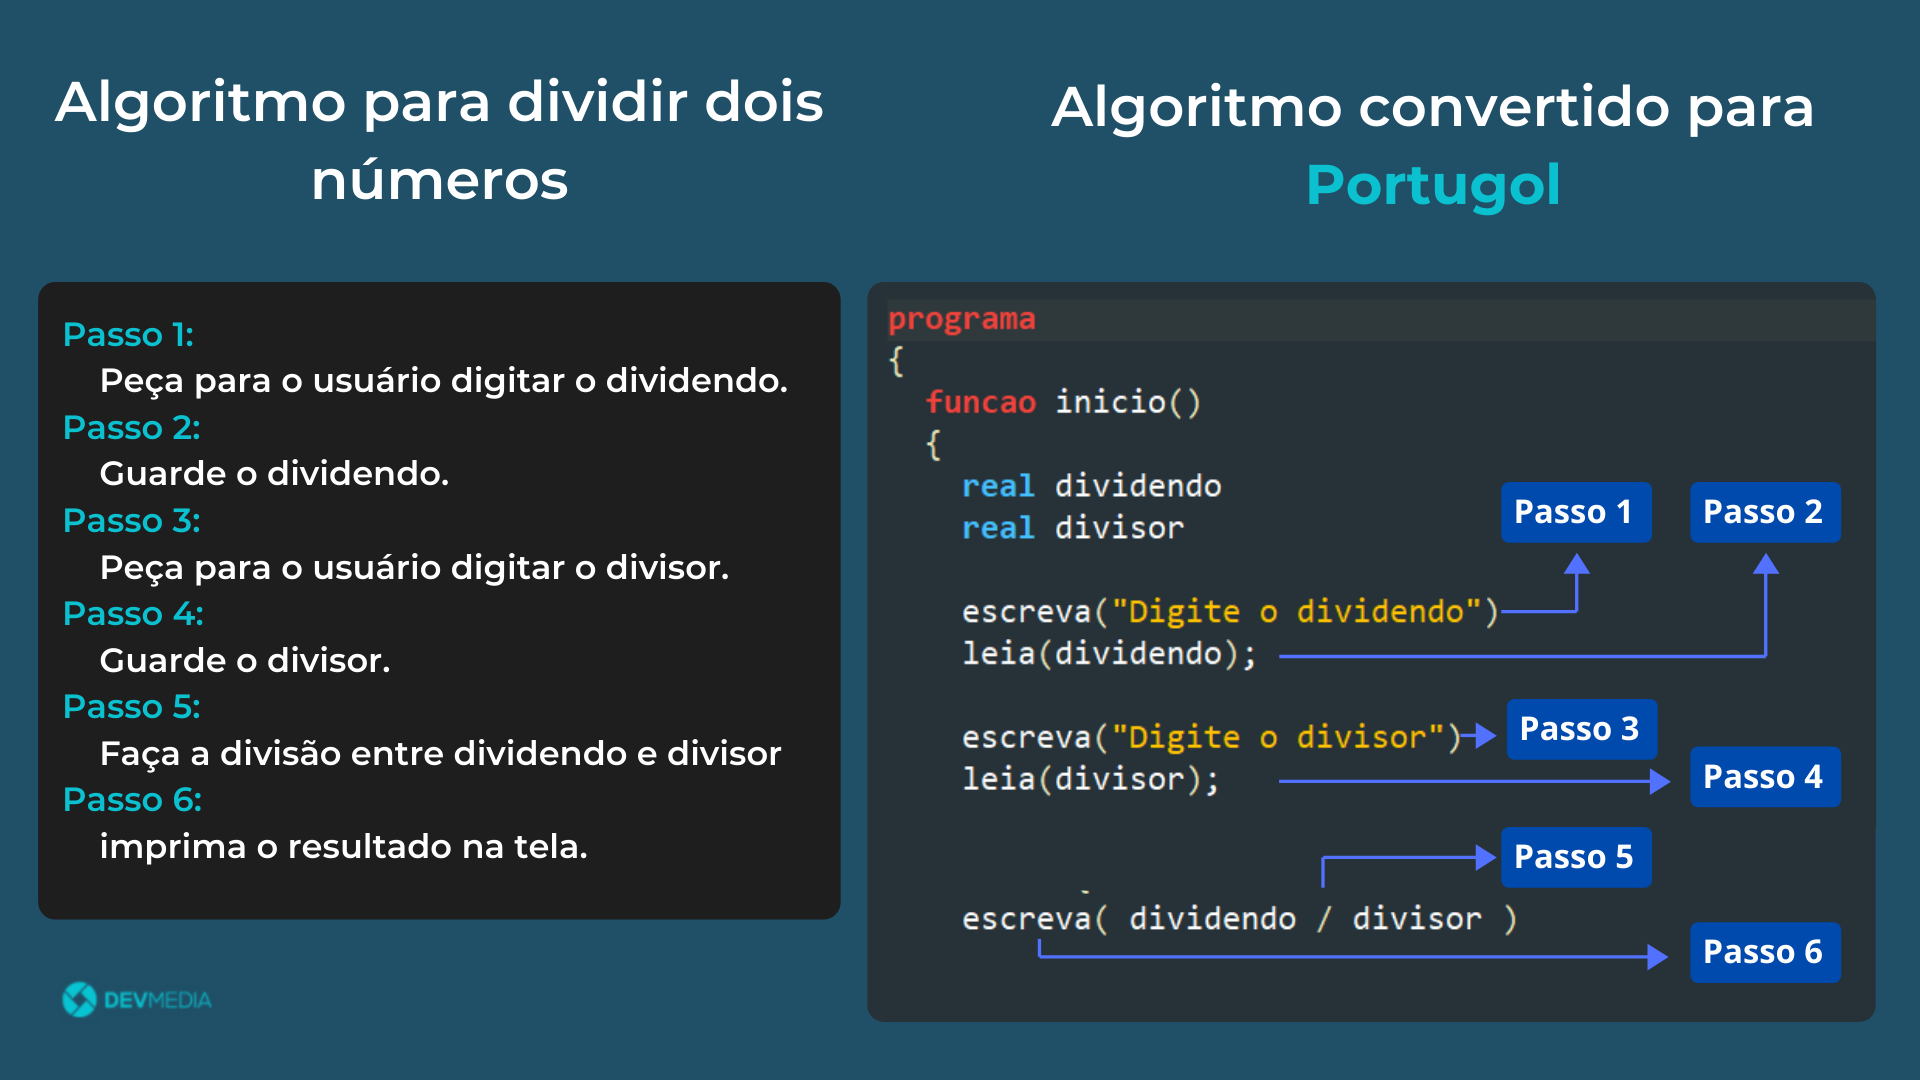 Algoritmo para dividir dois
números
Passo 1:
Peça para o usuário digitar o dividendo.
Passo 2:
Guarde o dividendo.
Passo 3:
Peça para o usuário digitar o divisor.
Passo 4:
Guarde o divisor.
Passo 5:
Faça a divisão entre dividendo e divisor
Passo 6:
imprima o resultado na tela.
DEVMEDIA
Algoritmo convertido para
Portugol
programa
{
funcao inicio()
{
real dividendo
real divisor
Passo 1
Passo 2
escreva("Digite o dividendo")
leia(dividendo);
escreva("Digite o divisor")
Passo 3
leia(divisor);
Passo 4
Passo 5
escreva( dividendo / divisor )
Passo 6